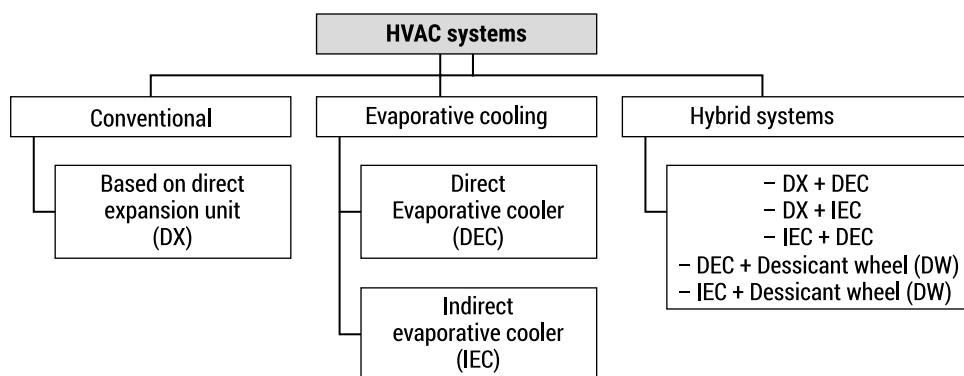 HVAC systems
Conventional
Evaporative cooling
Hybrid systems
Based on direct
expansion unit
(DX)
Direct
Evaporative cooler
(DEC)
Indirect
evaporative cooler
(IEC)
– DX + DEC
– DX + IEC
– IEC + DEC
– DEC + Dessicant wheel (DW)
– IEC + Dessicant wheel (DW)